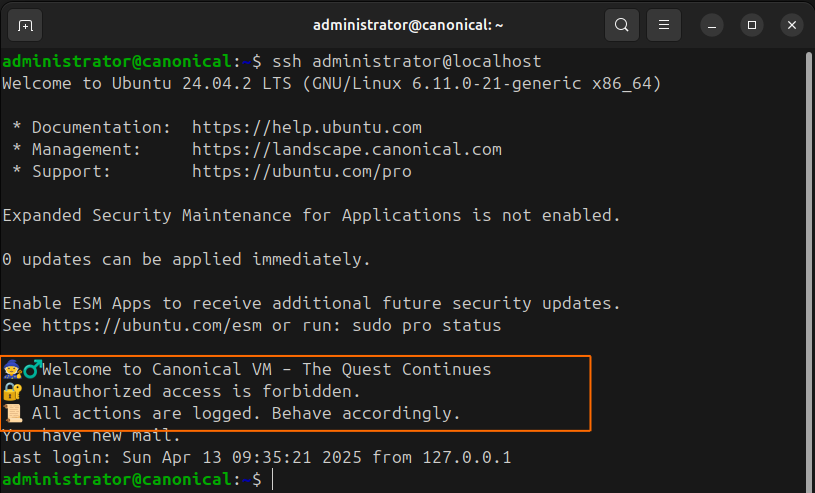 administrator@canonical: ~
administrator@canonical:~$ ssh administrator@localhost
Welcome to Ubuntu 24.04.2 LTS (GNU/Linux 6.11.0-21-generic x86_64)
* Documentation:  https://help.ubuntu.com
* Management:     https://landscape.canonical.com
* Support:        https://ubuntu.com/pro
Expanded Security Maintenance for Applications is not enabled.
0 updates can be applied immediately.
Enable ESM Apps to receive additional future security updates.
See https://ubuntu.com/esm or run: sudo pro status
🧙♂Welcome to Canonical VM – The Quest Continues
🔐 Unauthorized access is forbidden.
📜 All actions are logged. Behave accordingly.
You have new mail.
Last login: Sun Apr 13 09:35:21 2025 from 127.0.0.1
administrator@canonical:~$